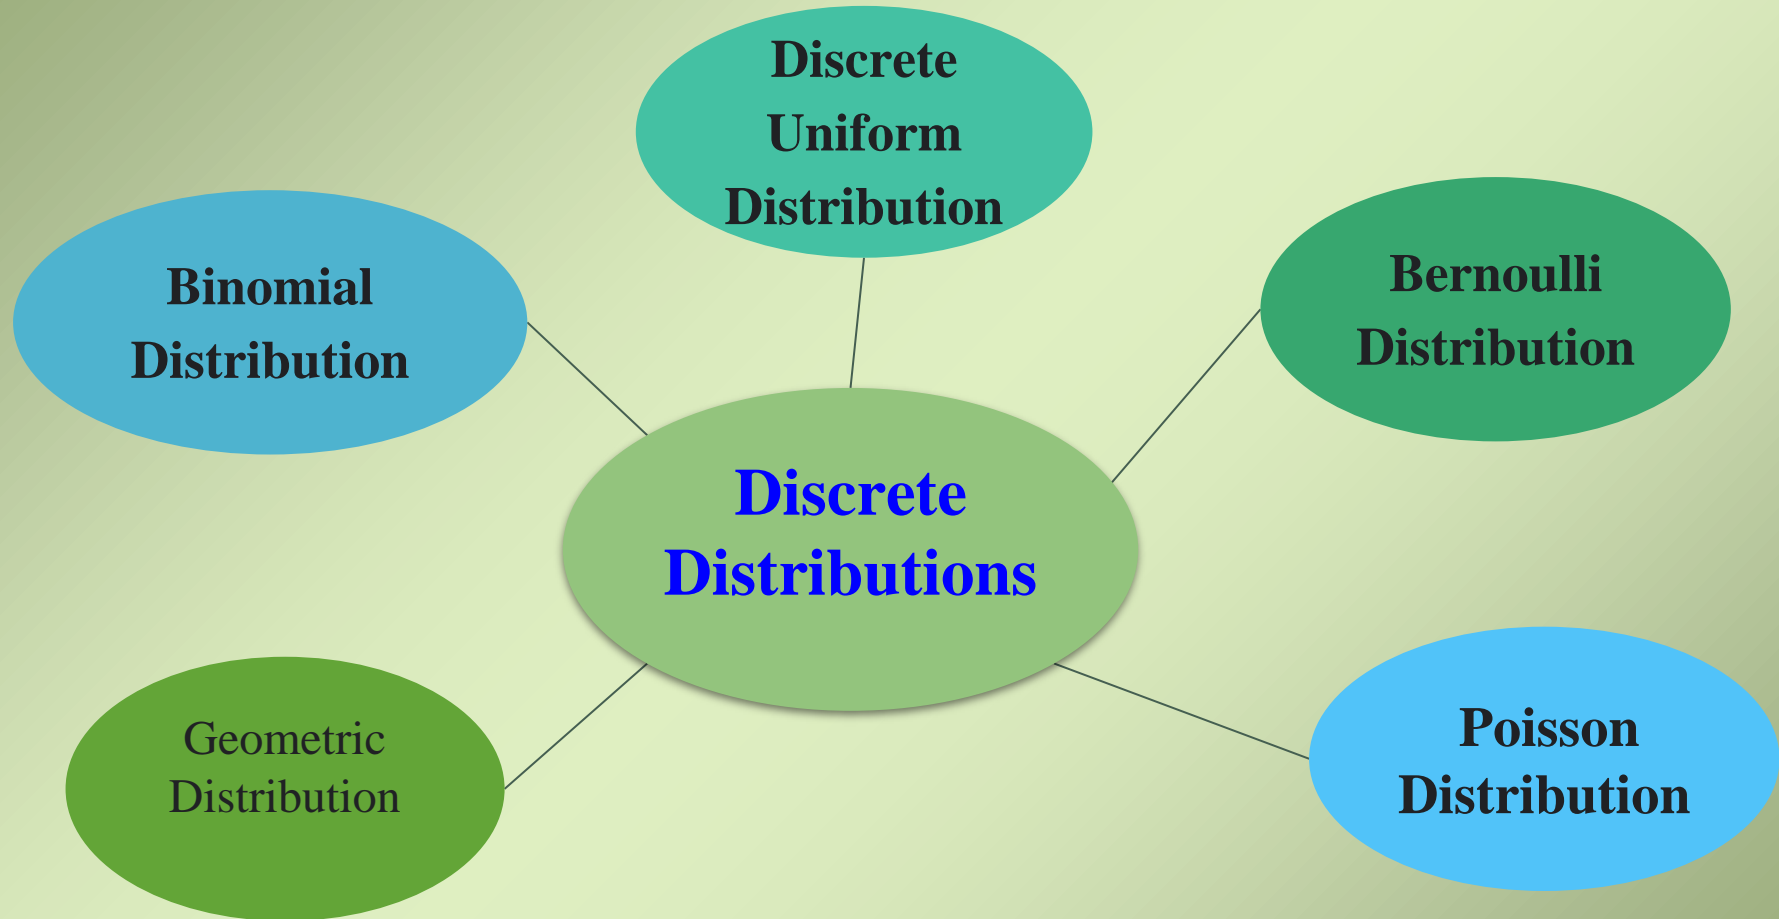 Discrete
Uniform
Distribution
Binomial
Distribution
Bernoulli
Distribution
Discrete
Distributions
Geometric
Distribution
Poisson
Distribution